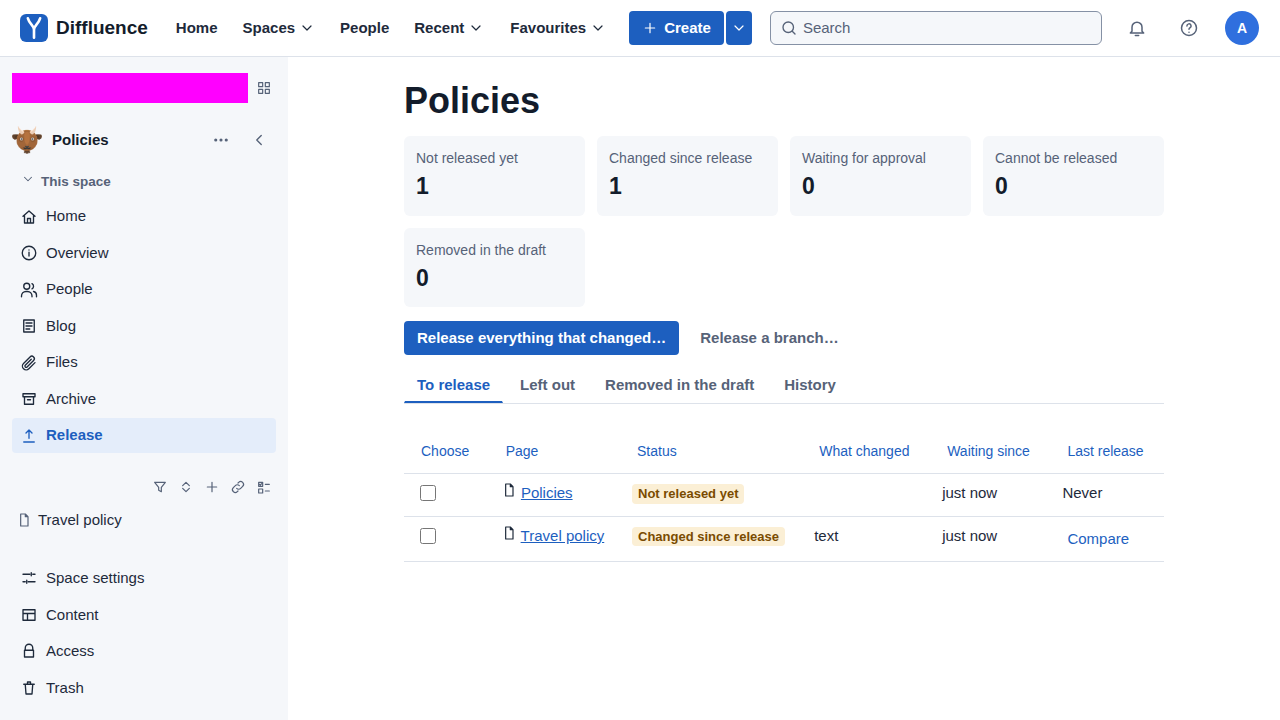 Diffluence
Home
Spaces
People
Recent
Favourites
Create
Search
A
Policies
This space
Home
Overview
People
Blog
Files
Archive
Release
Travel policy
Space settings
Content
Access
Trash
Policies
Not released yet
1
Changed since release
1
Waiting for approval
0
Cannot be released
0
Removed in the draft
0
Release everything that changed…
Release a branch…
To release
Left out
Removed in the draft
History
Choose Page Status What changed Waiting since Last release
Policies Not released yet just now Never
Travel policy Changed since release text just now Compare